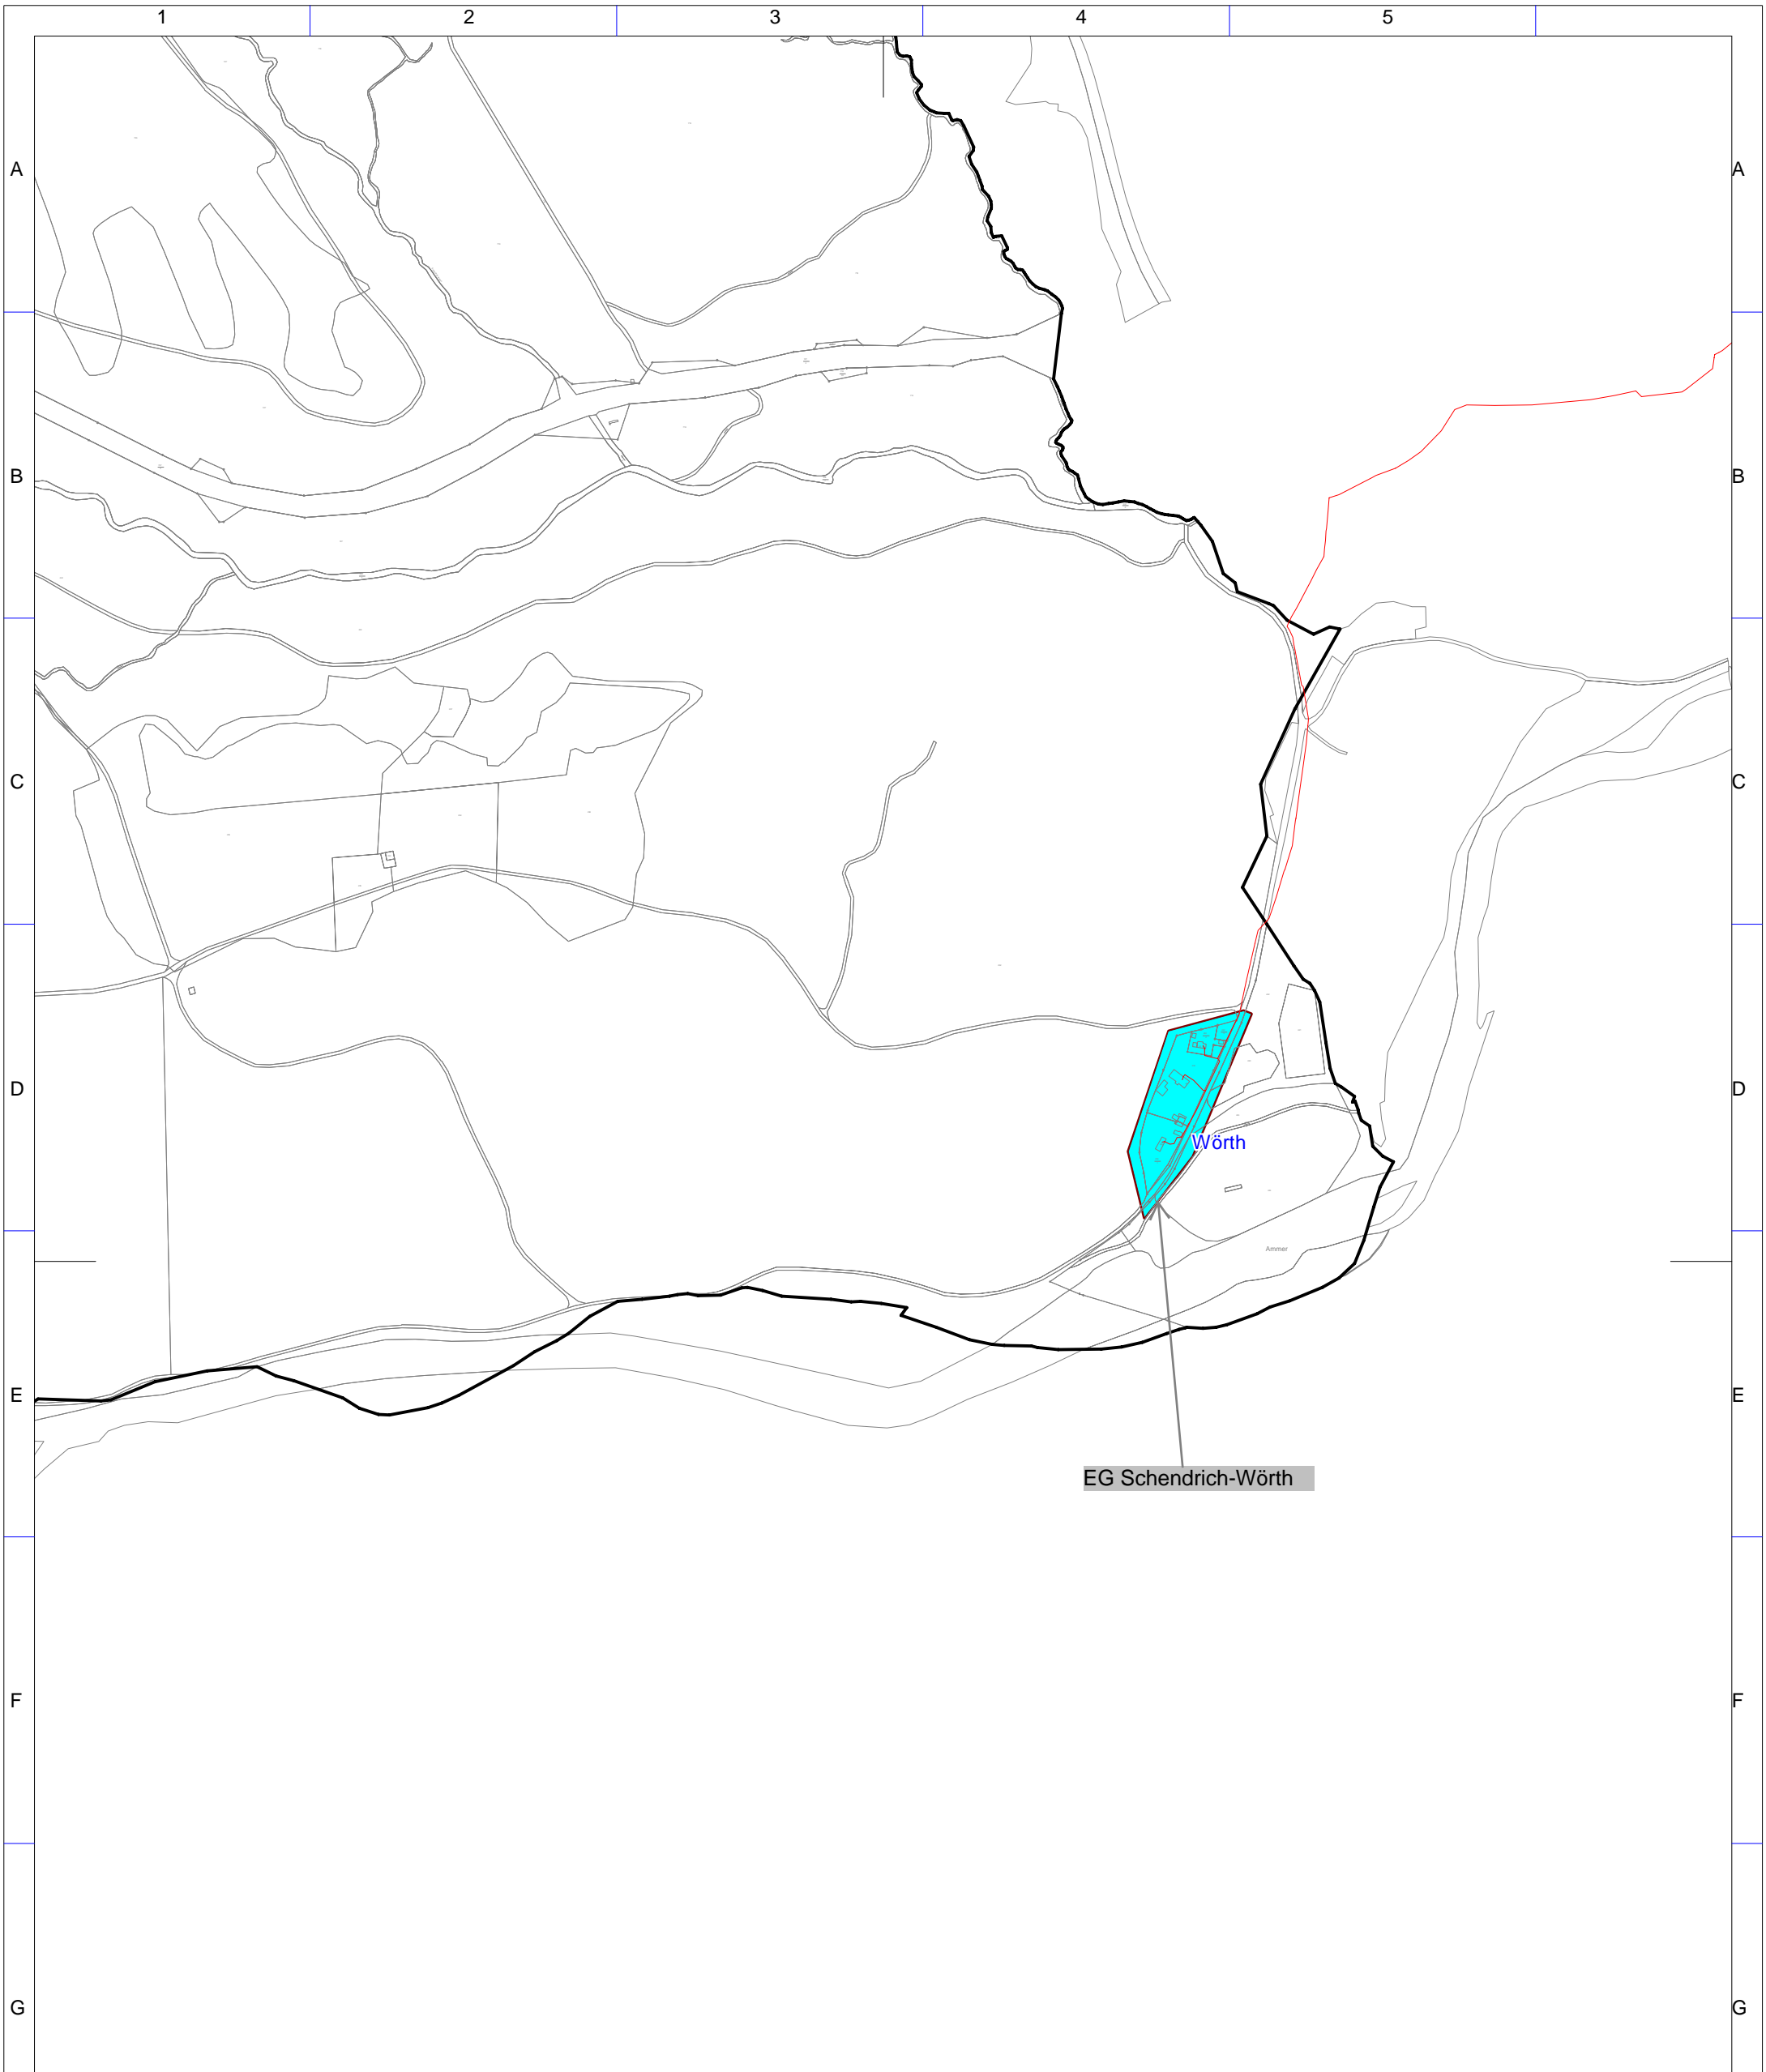 1 2 3 4 5
A A
B B
C C
D D
Wörth
Ammer
E E
EG Schendrich-Wörth
F F
G G